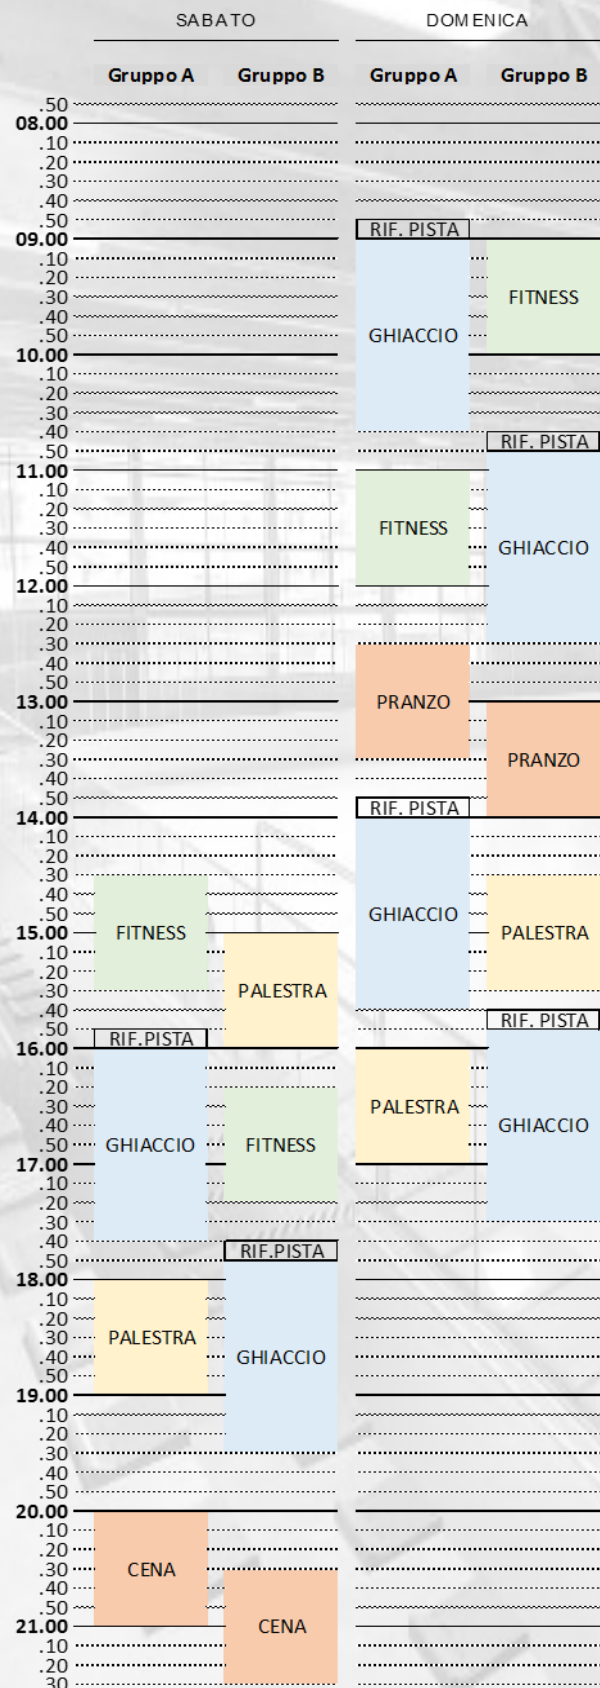 SABATO DOMENICA
Gruppo A Gruppo B Gruppo A Gruppo B
.50
08.00
.10
.20
.30
.40
.50 RIF. PISTA
09.00
.10
.20
.30 FITNESS
.40
.50 GHIACCIO
10.00
.10
.20
.30
.40 RIF. PISTA
.50
11.00
.10
.20
.30 FITNESS
.40 GHIACCIO
.50
12.00
.10
.20
.30
.40
.50
13.00 PRANZO
.10
.20
.30 PRANZO
.40
.50 RIF. PISTA
14.00
.10
.20
.30
.40
.50 GHIACCIO
15.00 FITNESS PALESTRA
.10
.20
.30 PALESTRA
.40 RIF. PISTA
.50 RIF.PISTA
16.00
.10
.20
.30 PALESTRA
.40 GHIACCIO
.50 GHIACCIO FITNESS
17.00
.10
.20
.30
.40 RIF.PISTA
.50
18.00
.10
.20
.30 PALESTRA
.40 GHIACCIO
.50
19.00
.10
.20
.30
.40
.50
20.00
.10
.20
.30 CENA
.40
.50
21.00 CENA
.10
.20
.30